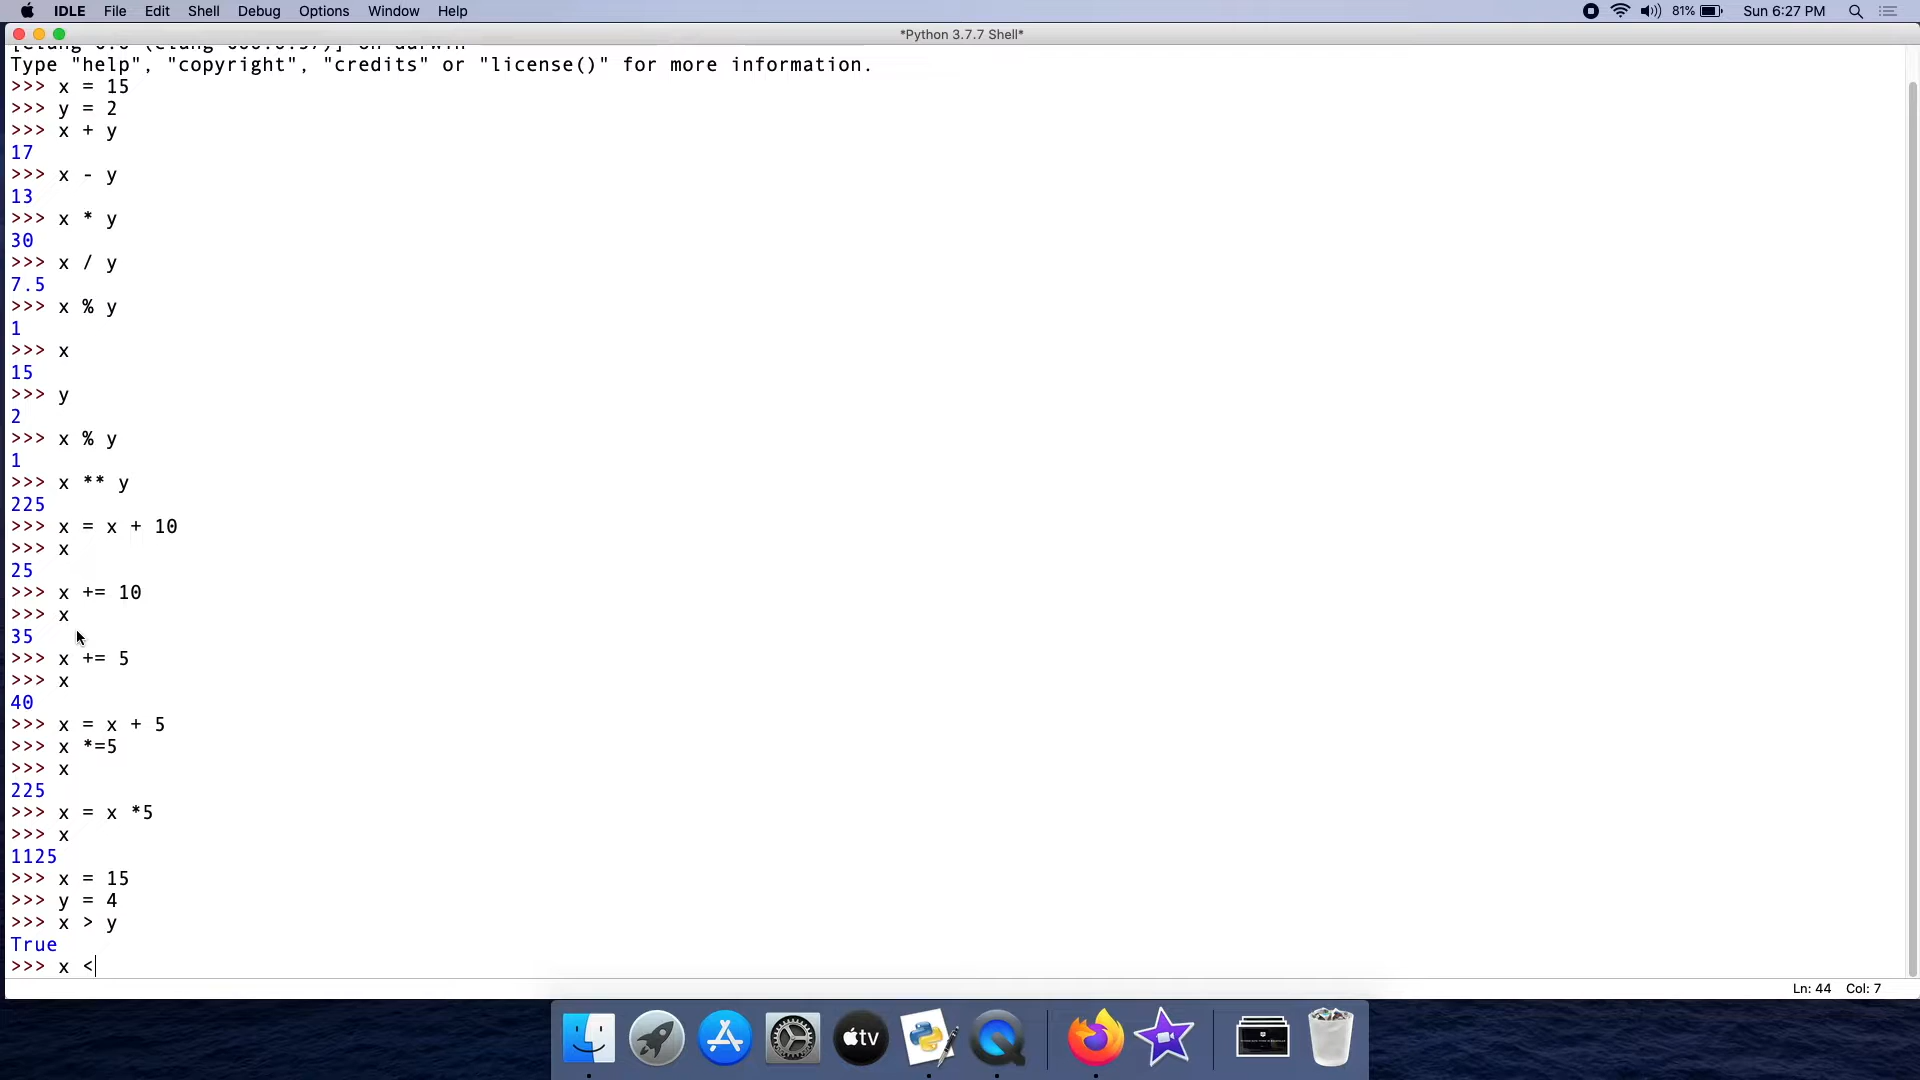 IDLE File Edit Shell Debug Options Window Help 81% Sun 6:27 PM
*Python 3.7.7 Shell*
Type "help", "copyright", "credits" or "license()" for more information.
>>> x = 15
>>> y = 2
>>> x + y
17
>>> x - y
13
>>> x * y
30
>>> x / y
7.5
>>> x % y
1
>>> x
15
>>> y
2
>>> x % y
1
>>> x ** y
225
>>> x = x + 10
>>> x
25
>>> x += 10
>>> x
35
>>> x += 5
>>> x
40
>>> x = x + 5
>>> x *=5
>>> x
225
>>> x = x *5
>>> x
1125
>>> x = 15
>>> y = 4
>>> x > y
True
>>> x <
Ln: 44 Col: 7
tv